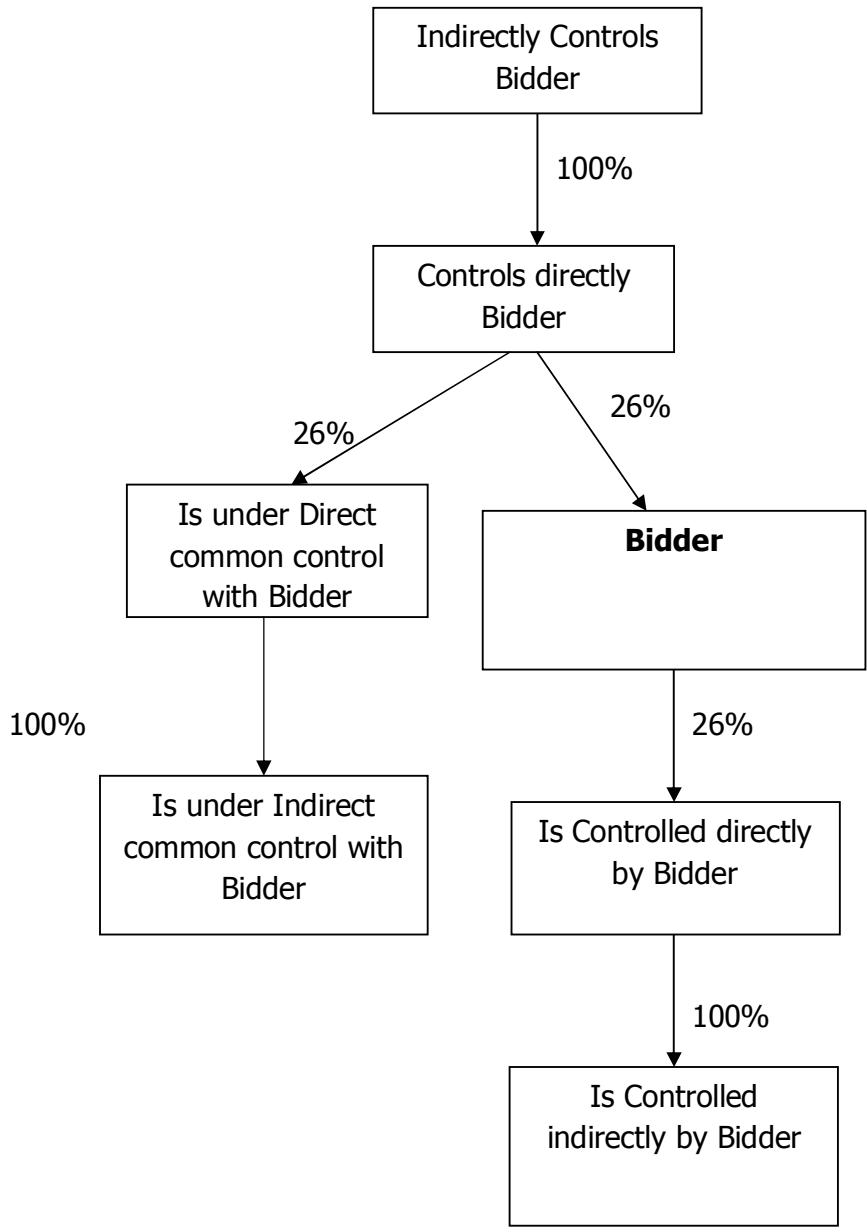 Indirectly Controls
Bidder
100%
Controls directly
Bidder
26%
26%
Is under Direct
common control
with Bidder
Bidder
100%
26%
Is under Indirect
common control with
Bidder
Is Controlled directly
by Bidder
100%
Is Controlled
indirectly by Bidder